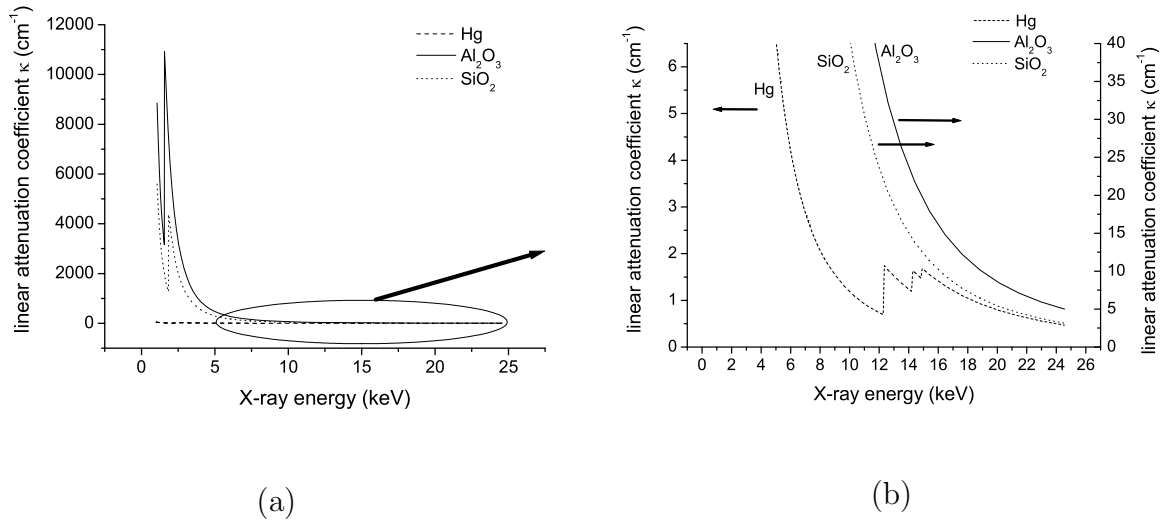 linear attenuation coefficient κ (cm⁻¹)
12000
10000
8000
6000
4000
2000
0
0 5 10 15 20 25
X-ray energy (keV)
Hg
Al₂O₃
SiO₂
(a)
linear attenuation coefficient κ (cm⁻¹)
6
5
4
3
2
1
0
0 2 4 6 8 10 12 14 16 18 20 22 24 26
X-ray energy (keV)
Hg
SiO₂
Al₂O₃
Hg
Al₂O₃
SiO₂
40
35
30
25
20
15
10
5
0
linear attenuation coefficient κ (cm⁻¹)
(b)